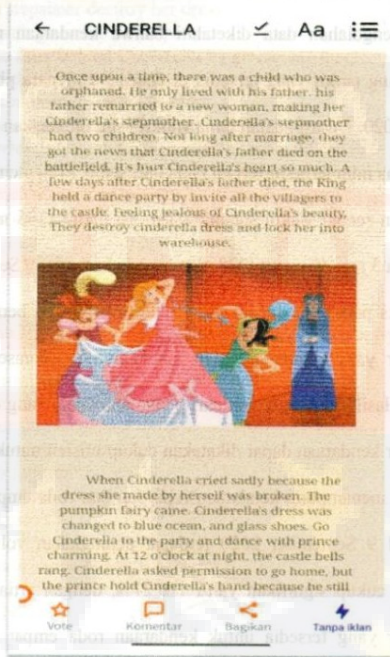 CINDERELLA Aa
Once upon a time, there was a child who was
orphaned. He only lived with his father. his
father remarried to a new woman, making her
Cinderella's stepmother. Cinderella's stepmother
had two children. Not long after marriage, they
got the news that Cinderella's father died on the
battlefield. It's hurt Cinderella's heart so much. A
few days after Cinderella's father died, the King
held a dance party by invite all the villagers to
the castle. Feeling jealous of Cinderella's beauty,
They destroy cinderella dress and lock her into
warehouse.
When Cinderella cried sadly because the
dress she made by herself was broken. The
pumpkin fairy came. Cinderella's dress was
changed to blue ocean, and glass shoes. Go
Cinderella to the party and dance with prince
charming. At 12 o'clock at night, the castle bells
rang. Cinderella asked permission to go home, but
the prince hold Cinderella's hand because he still
Vote Komentar Bagikan Tanpa iklan